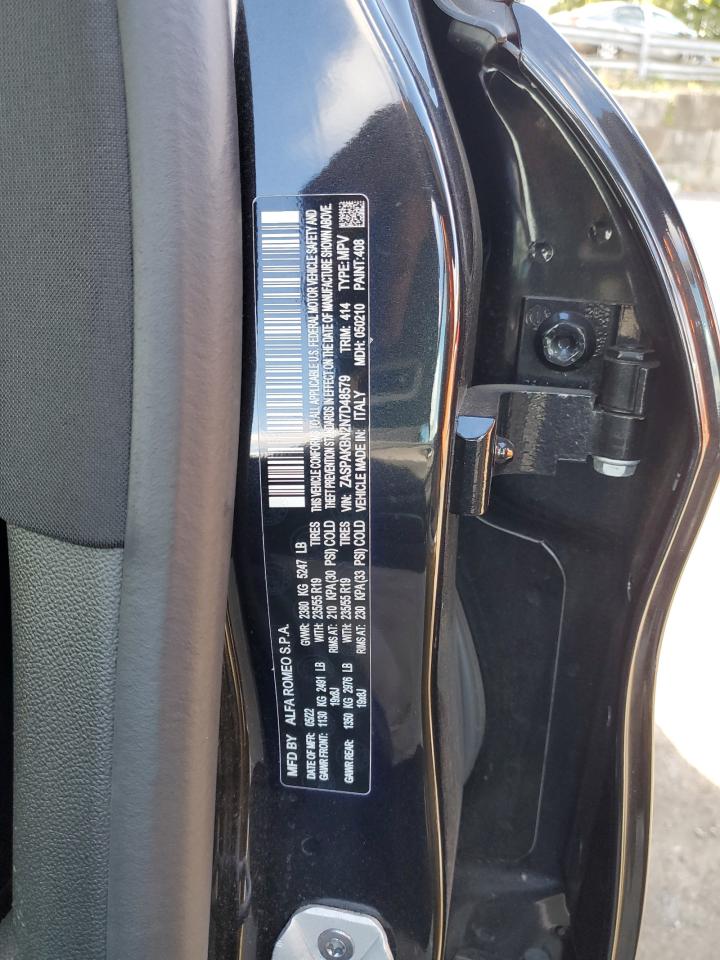 MFD BY ALFA ROMEO S.P.A.
DATE OF MFR: 05/22 GVWR: 2380 KG 5247 LB
GAWR FRONT: 1130 KG 2491 LB WITH: 235/55 R19 TIRES
19x8J RIMS AT: 210 KPA(30 PSI) COLD
GAWR REAR: 1350 KG 2976 LB WITH: 235/55 R19 TIRES
19x8J RIMS AT: 230 KPA(33 PSI) COLD
THIS VEHICLE CONFORMS TO ALL APPLICABLE U.S. FEDERAL MOTOR VEHICLE SAFETY AND
THEFT PREVENTION STANDARDS IN EFFECT ON THE DATE OF MANUFACTURE SHOWN ABOVE.
VIN: ZASPAKBN2N7D48579 TRIM: 414 TYPE:MPV
VEHICLE MADE IN: ITALY MDH: 050210 PAINT:408